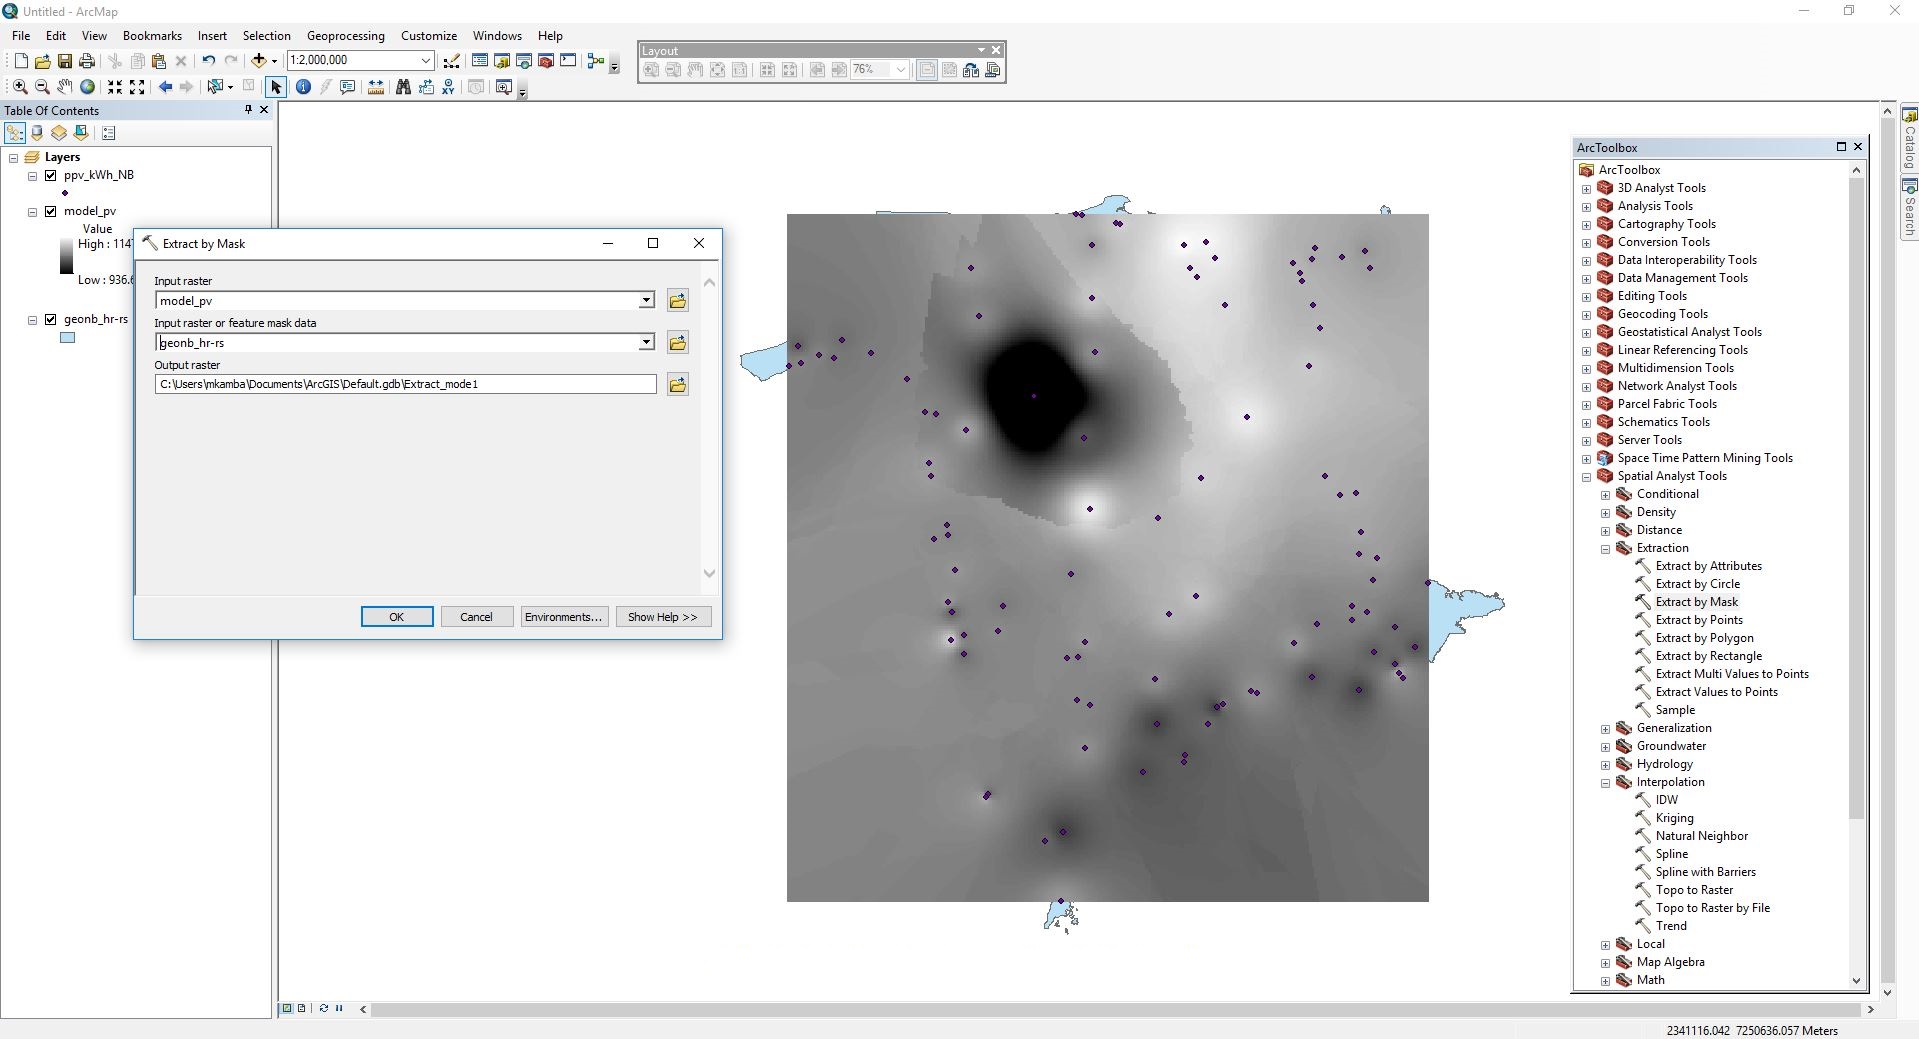 Untitled - ArcMap
File Edit View Bookmarks Insert Selection Geoprocessing Customize Windows Help
1:2,000,000
Layout
76%
Table Of Contents
Layers
ppv_kWh_NB
model_pv
Value
High : 114
Low : 936.6
geonb_hr-rs
Extract by Mask
Input raster
model_pv
Input raster or feature mask data
geonb_hr-rs
Output raster
C:\Users\mkamba\Documents\ArcGIS\Default.gdb\Extract_mode1
OK Cancel Environments... Show Help >>
ArcToolbox
ArcToolbox
3D Analyst Tools
Analysis Tools
Cartography Tools
Conversion Tools
Data Interoperability Tools
Data Management Tools
Editing Tools
Geocoding Tools
Geostatistical Analyst Tools
Linear Referencing Tools
Multidimension Tools
Network Analyst Tools
Parcel Fabric Tools
Schematics Tools
Server Tools
Space Time Pattern Mining Tools
Spatial Analyst Tools
Conditional
Density
Distance
Extraction
Extract by Attributes
Extract by Circle
Extract by Mask
Extract by Points
Extract by Polygon
Extract by Rectangle
Extract Multi Values to Points
Extract Values to Points
Sample
Generalization
Groundwater
Hydrology
Interpolation
IDW
Kriging
Natural Neighbor
Spline
Spline with Barriers
Topo to Raster
Topo to Raster by File
Trend
Local
Map Algebra
Math
Catalog
Search
2341116.042 7250636.057 Meters